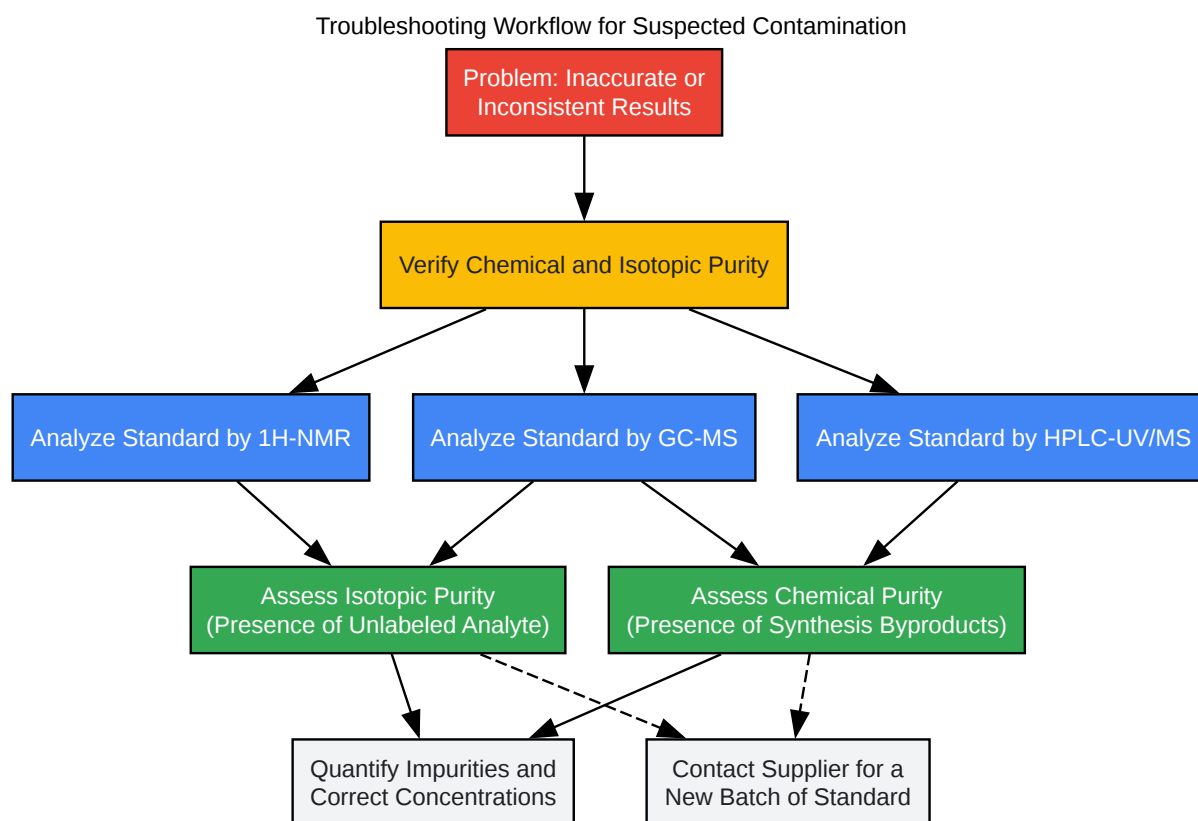 Troubleshooting Workflow for Suspected Contamination
Problem: Inaccurate or
Inconsistent Results
Verify Chemical and Isotopic Purity
Analyze Standard by 1H-NMR
Analyze Standard by GC-MS
Analyze Standard by HPLC-UV/MS
Assess Isotopic Purity
(Presence of Unlabeled Analyte)
Assess Chemical Purity
(Presence of Synthesis Byproducts)
Quantify Impurities and
Correct Concentrations
Contact Supplier for a
New Batch of Standard